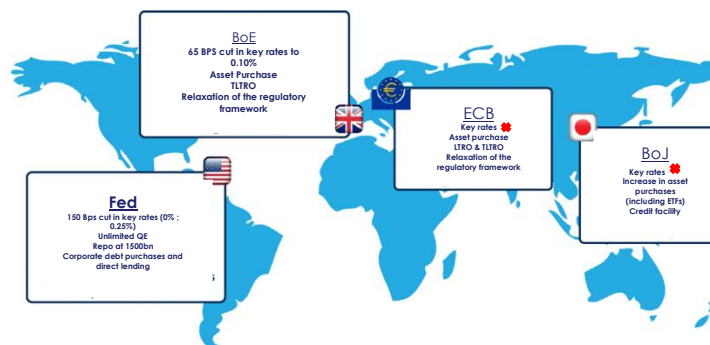 BoE
65 BPS cut in key rates to
0.10%
Asset Purchase
TLTRO
Relaxation of the regulatory
framework
ECB
Key rates
Asset purchase
LTRO & TLTRO
Relaxation of the
regulatory framework
BoJ
Key rates
Increase in asset
purchases
(including ETFs)
Credit facility
Fed
150 Bps cut in key rates (0% ;
0.25%)
Unlimited QE
Repo at 1500bn
Corporate debt purchases and
direct lending